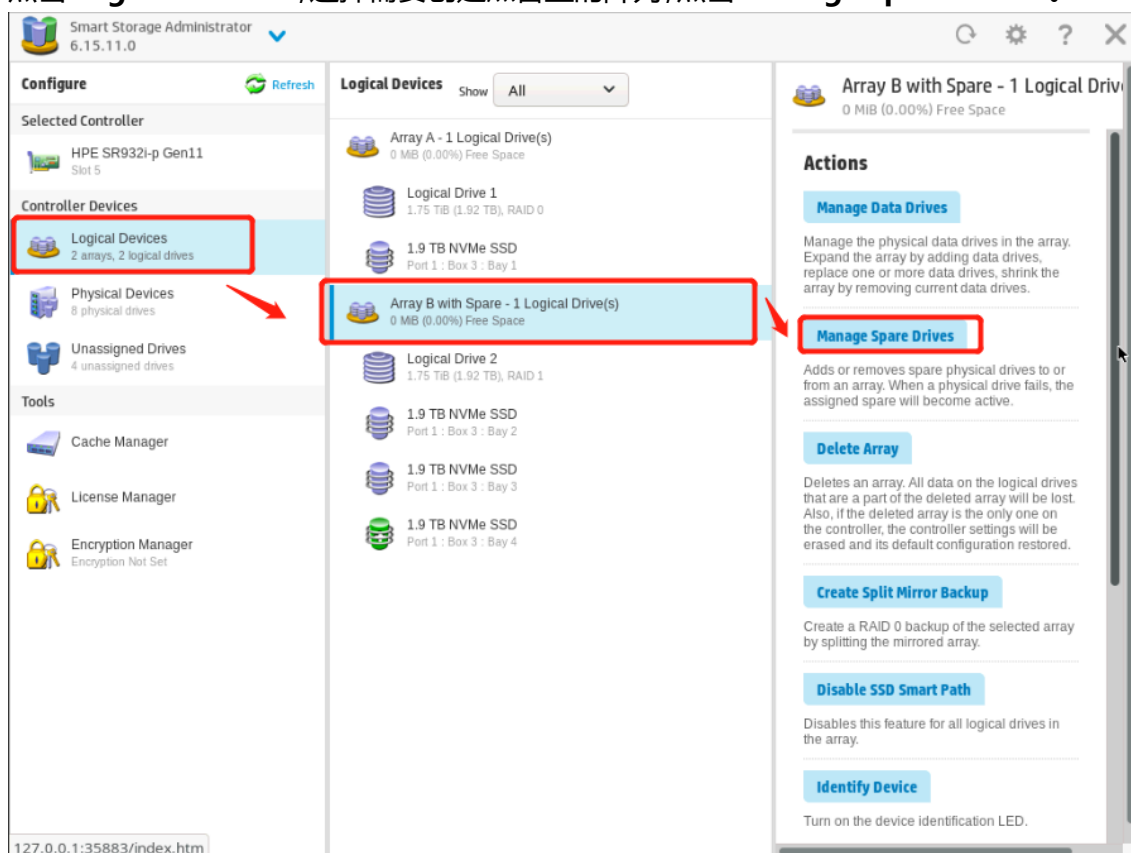 Smart Storage Administrator
6.15.11.0
Configure
Refresh
Selected Controller
HPE SR932i-p Gen11
Slot 5
Controller Devices
Logical Devices
2 arrays, 2 logical drives
Physical Devices
8 physical drives
Unassigned Drives
4 unassigned drives
Tools
Cache Manager
License Manager
Encryption Manager
Encryption Not Set
127.0.0.1:35883/index.htm
Logical Devices Show All
Array A - 1 Logical Drive(s)
0 MiB (0.00%) Free Space
Logical Drive 1
1.75 TiB (1.92 TB), RAID 0
1.9 TB NVMe SSD
Port 1 : Box 3 : Bay 1
Array B with Spare - 1 Logical Drive(s)
0 MiB (0.00%) Free Space
Logical Drive 2
1.75 TiB (1.92 TB), RAID 1
1.9 TB NVMe SSD
Port 1 : Box 3 : Bay 2
1.9 TB NVMe SSD
Port 1 : Box 3 : Bay 3
1.9 TB NVMe SSD
Port 1 : Box 3 : Bay 4
Array B with Spare - 1 Logical Driv
0 MiB (0.00%) Free Space
Actions
Manage Data Drives
Manage the physical data drives in the array.
Expand the array by adding data drives,
replace one or more data drives, shrink the
array by removing current data drives.
Manage Spare Drives
Adds or removes spare physical drives to or
from an array. When a physical drive fails, the
assigned spare will become active.
Delete Array
Deletes an array. All data on the logical drives
that are a part of the deleted array will be lost.
Also, if the deleted array is the only one on
the controller, the controller settings will be
erased and its default configuration restored.
Create Split Mirror Backup
Create a RAID 0 backup of the selected array
by splitting the mirrored array.
Disable SSD Smart Path
Disables this feature for all logical drives in
the array.
Identify Device
Turn on the device identification LED.